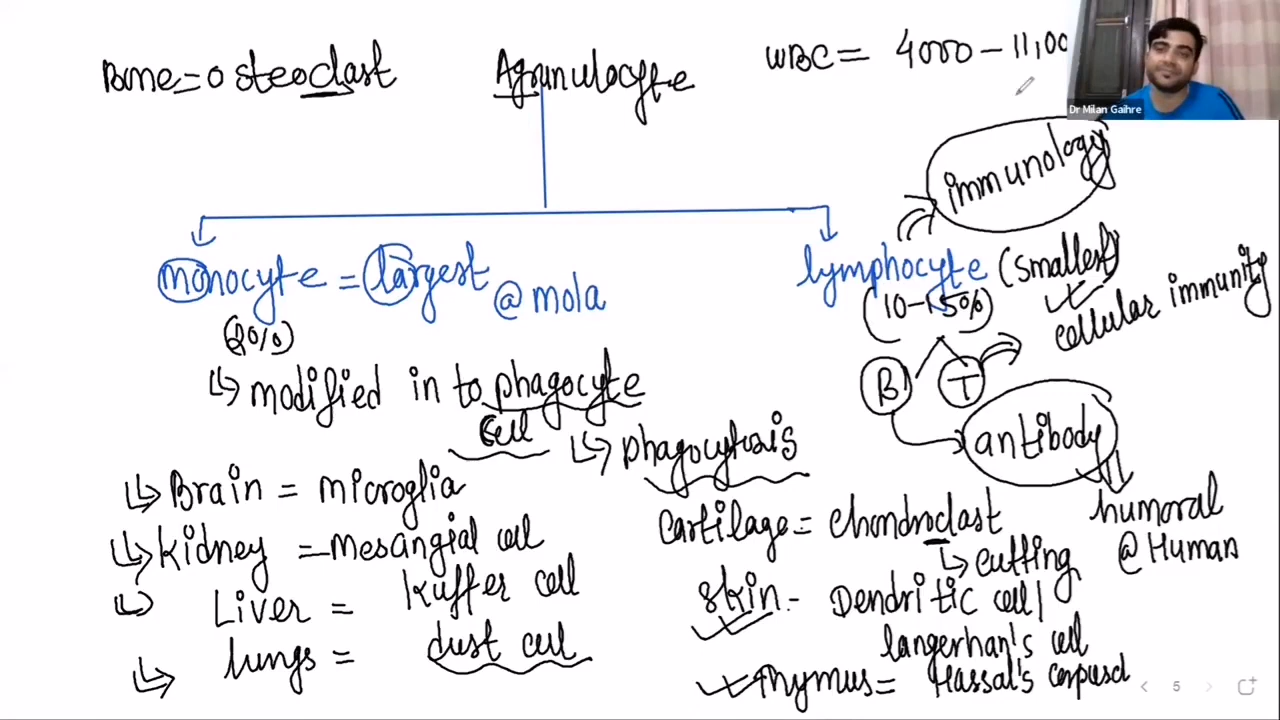 Bone = osteoclast
Agranulocyte
WBC = 4000 - 11,00
Dr Milan Gaihre
immunology
monocyte = largest @ mola
(2%)
lymphocyte (smallest)
(10-15%)
cellular immunity
B T
↳ modified in to phagocyte
cell ↳ phagocytosis
antibody
humoral
@ Human
↳ Brain = microglia
↳ Kidney = mesangial cell
↳ Liver = Kuffer cell
↳ lungs = dust cell
Cartilage = chondroclast
↳ cutting
Skin - Dendritic cell/
langerhan's cell
Thymus = Hassal's corpuscl
5